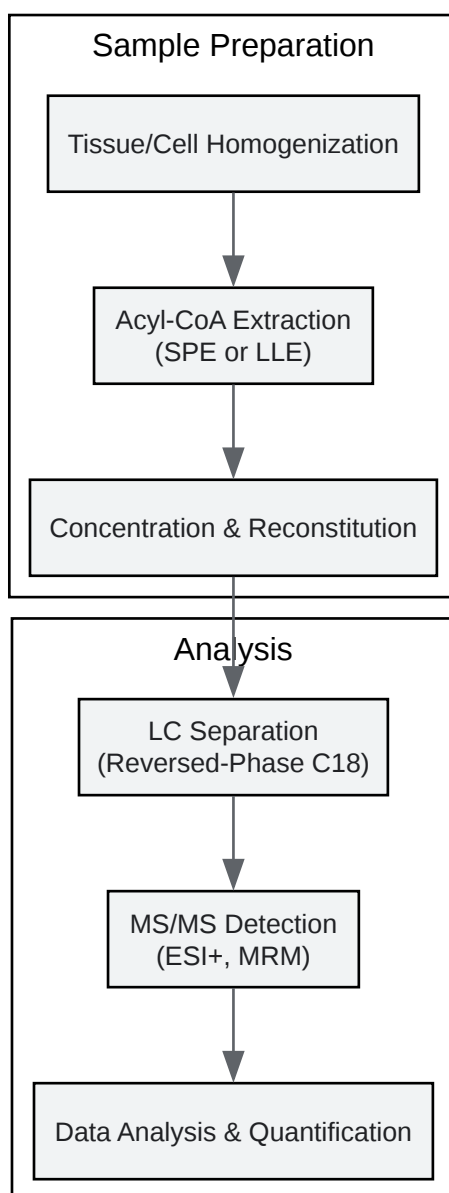 Sample Preparation
Tissue/Cell Homogenization
Acyl-CoA Extraction
(SPE or LLE)
Concentration & Reconstitution
Analysis
LC Separation
(Reversed-Phase C18)
MS/MS Detection
(ESI+, MRM)
Data Analysis & Quantification